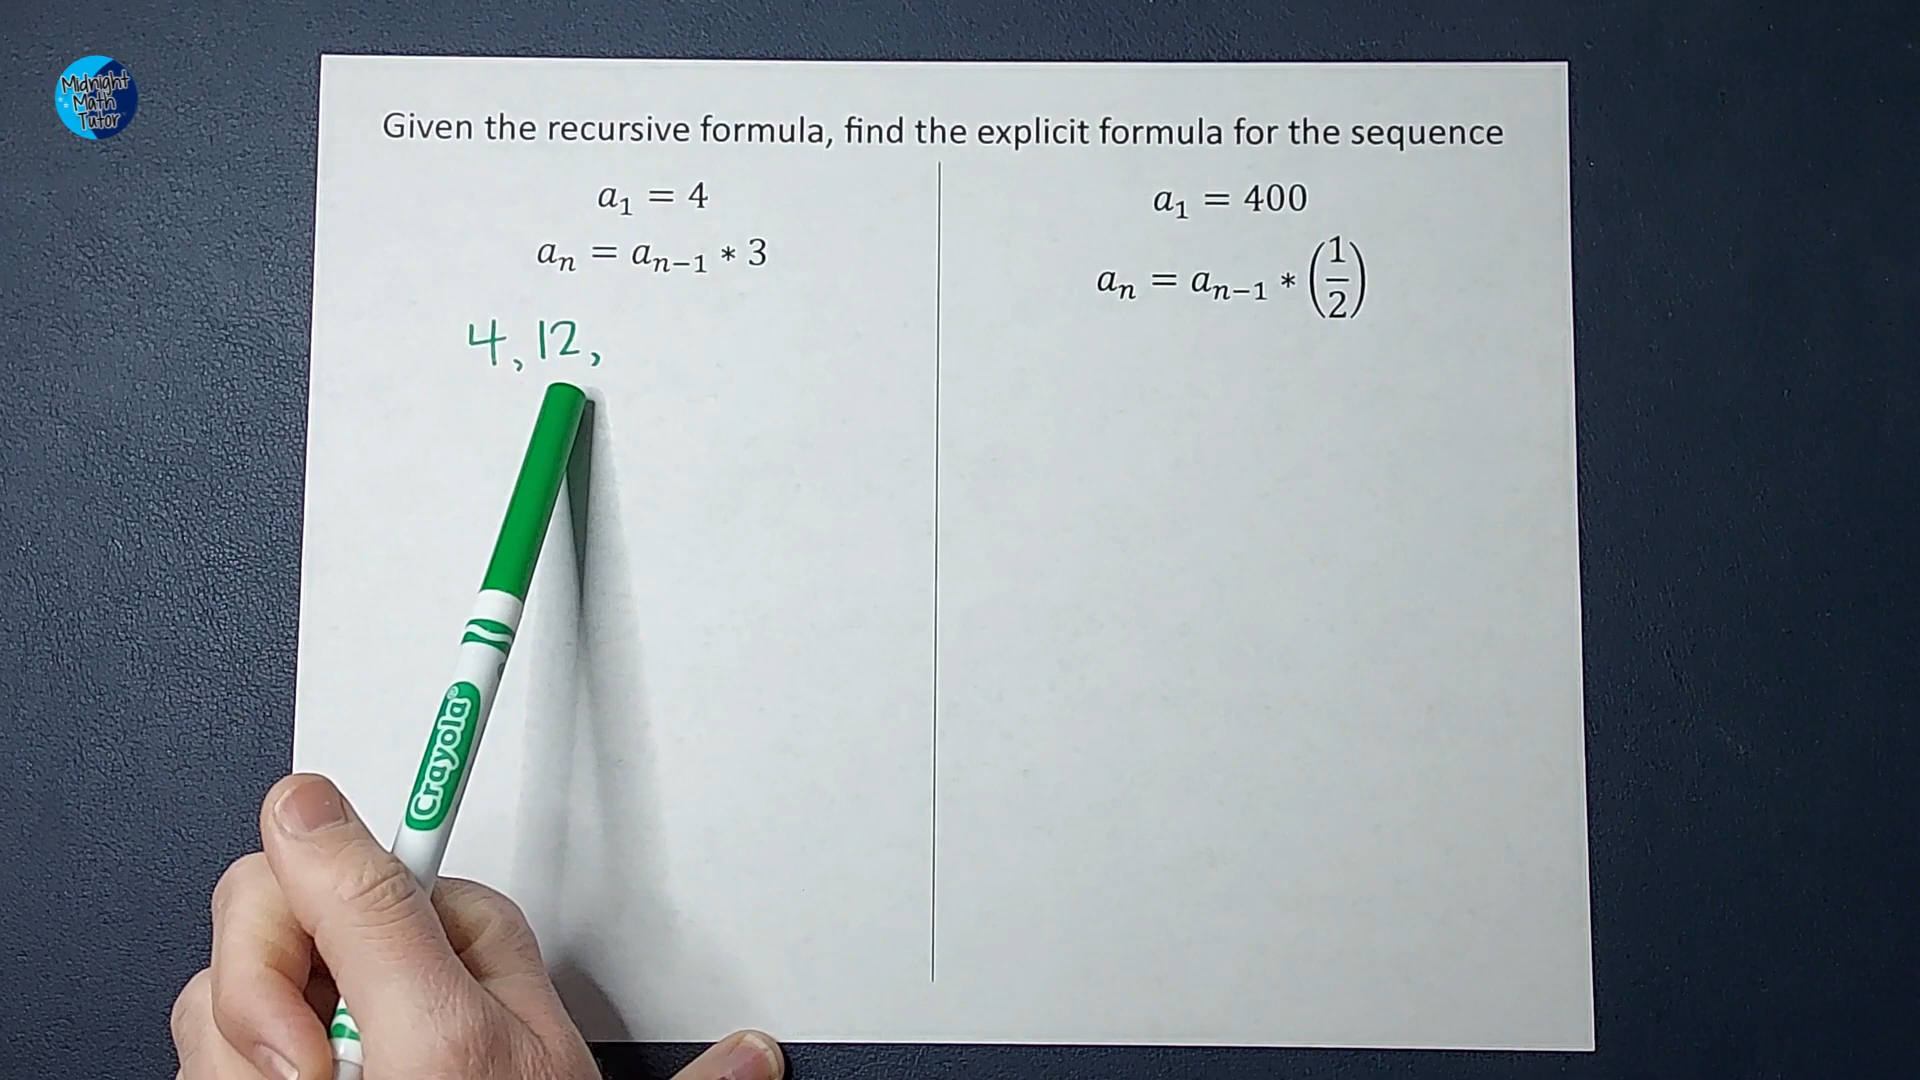 Midnight
Math
Tutor
Given the recursive formula, find the explicit formula for the sequence
a₁ = 4
aₙ = aₙ₋₁ * 3
4, 12,
a₁ = 400
aₙ = aₙ₋₁ * (1/2)
Crayola®